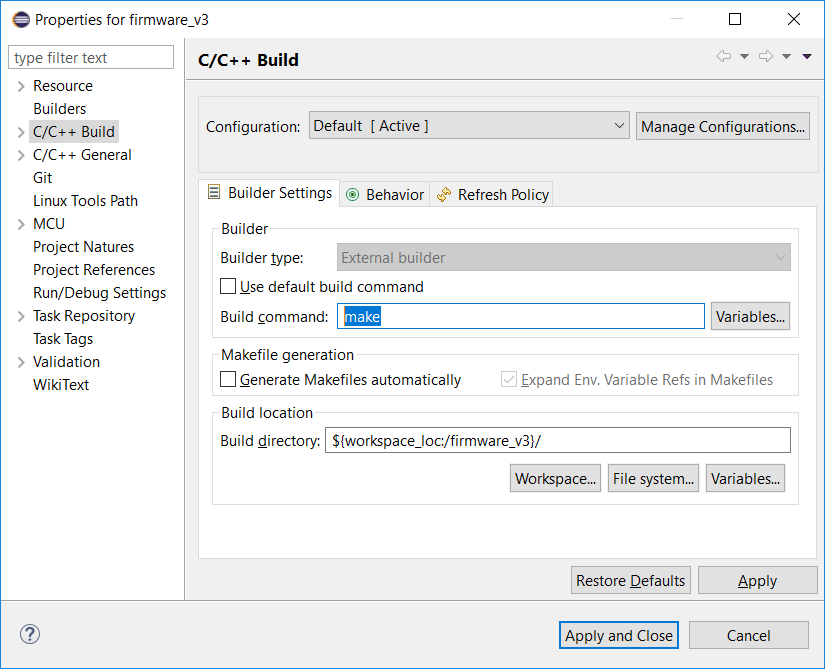 Properties for firmware_v3
type filter text
Resource
Builders
C/C++ Build
C/C++ General
Git
Linux Tools Path
MCU
Project Natures
Project References
Run/Debug Settings
Task Repository
Task Tags
Validation
WikiText
C/C++ Build
Configuration: Default [ Active ] Manage Configurations...
Builder Settings Behavior Refresh Policy
Builder
Builder type: External builder
Use default build command
Build command: make Variables...
Makefile generation
Generate Makefiles automatically Expand Env. Variable Refs in Makefiles
Build location
Build directory: ${workspace_loc:/firmware_v3}/
Workspace... File system... Variables...
Restore Defaults Apply
? Apply and Close Cancel